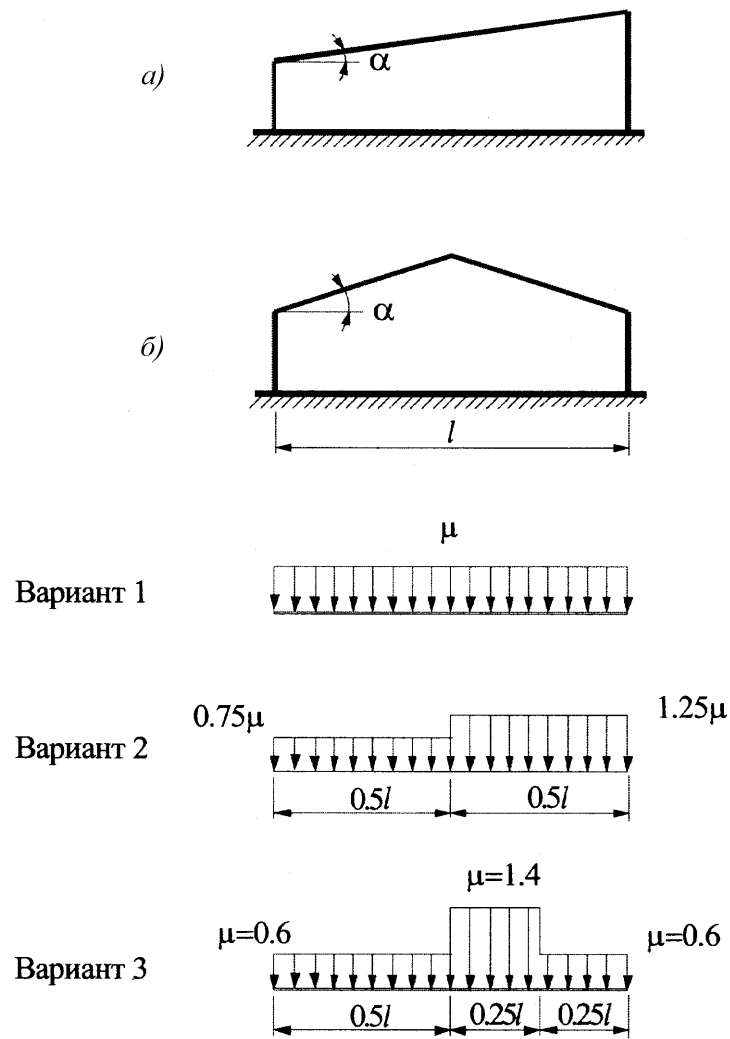 а)
α
б)
α
l
μ
Вариант 1
0.75μ
1.25μ
Вариант 2
0.5l 0.5l
μ=1.4
μ=0.6
μ=0.6
Вариант 3
0.5l 0.25l 0.25l